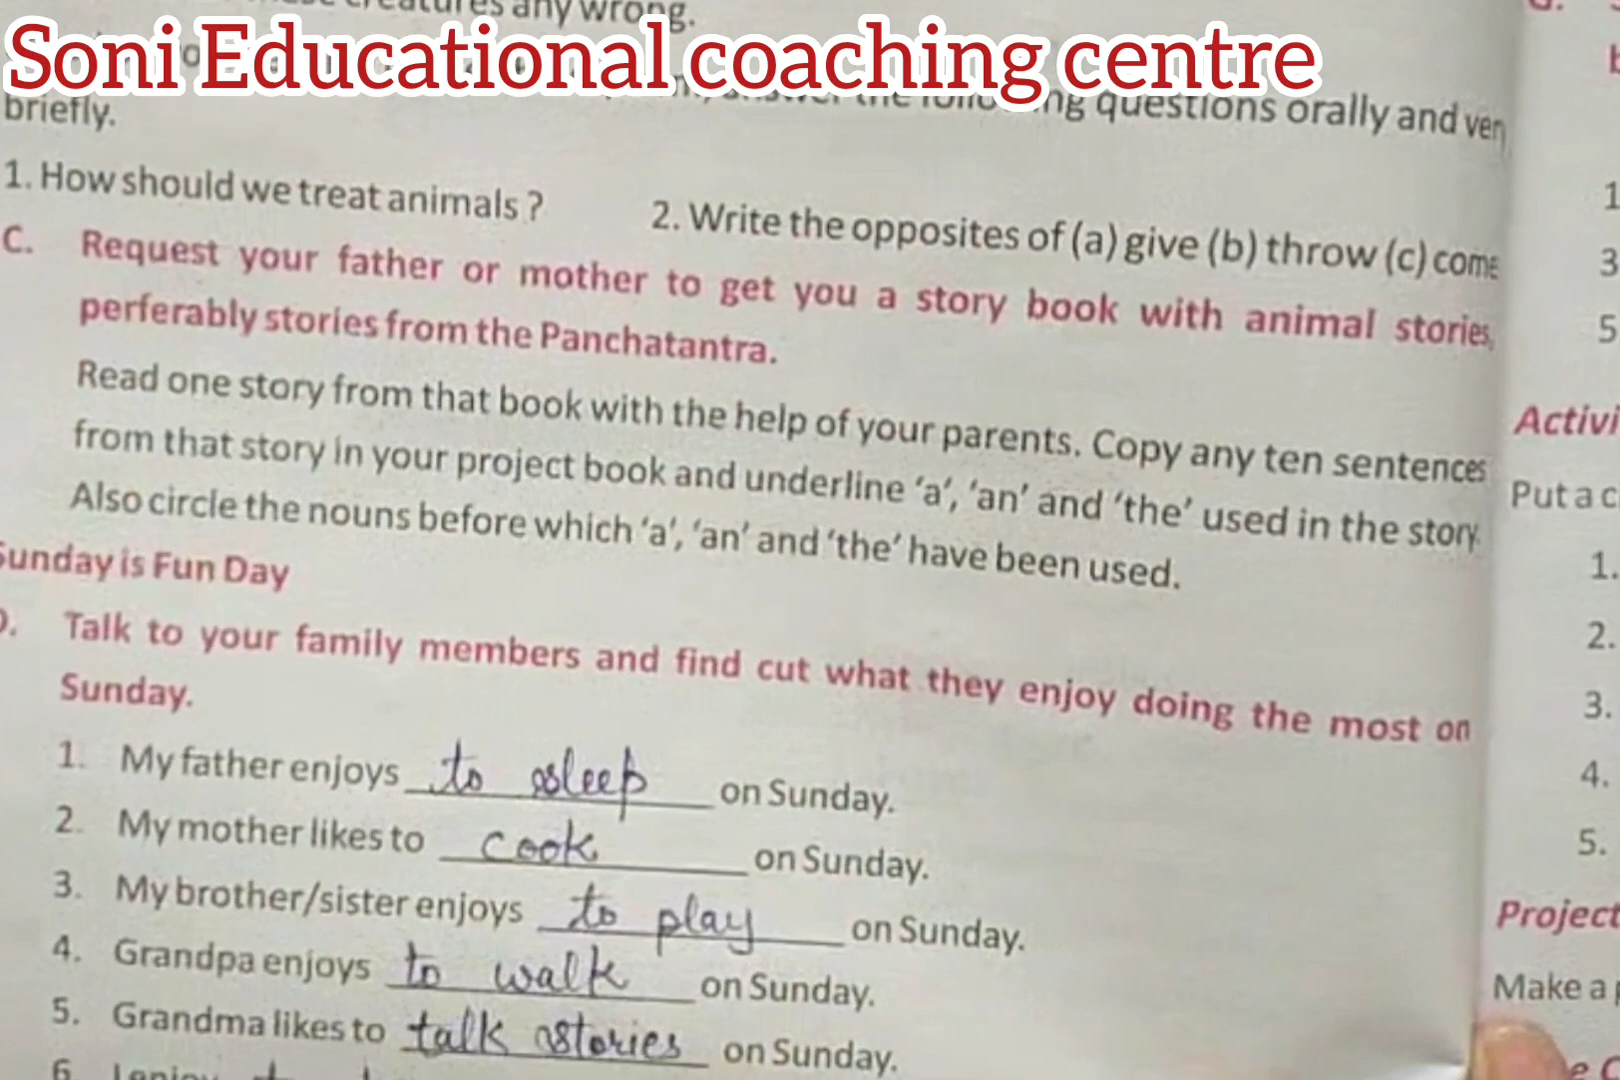 creatures any wrong.
Soni Educational coaching centre
questions orally and very
briefly.
1. How should we treat animals ? 2. Write the opposites of (a) give (b) throw (c) come
C. Request your father or mother to get you a story book with animal stories,
perferably stories from the Panchatantra.
Read one story from that book with the help of your parents. Copy any ten sentences
from that story in your project book and underline ‘a’, ‘an’ and ‘the’ used in the story.
Also circle the nouns before which ‘a’, ‘an’ and ‘the’ have been used.
Sunday is Fun Day
D. Talk to your family members and find cut what they enjoy doing the most on
Sunday.
1. My father enjoys to sleep on Sunday.
2. My mother likes to cook on Sunday.
3. My brother/sister enjoys to play on Sunday.
4. Grandpa enjoys to walk on Sunday.
5. Grandma likes to talk stories on Sunday.
6. I enjoy
1
3
5
Activi
Put a c
1.
2.
3.
4.
5.
Project
Make a